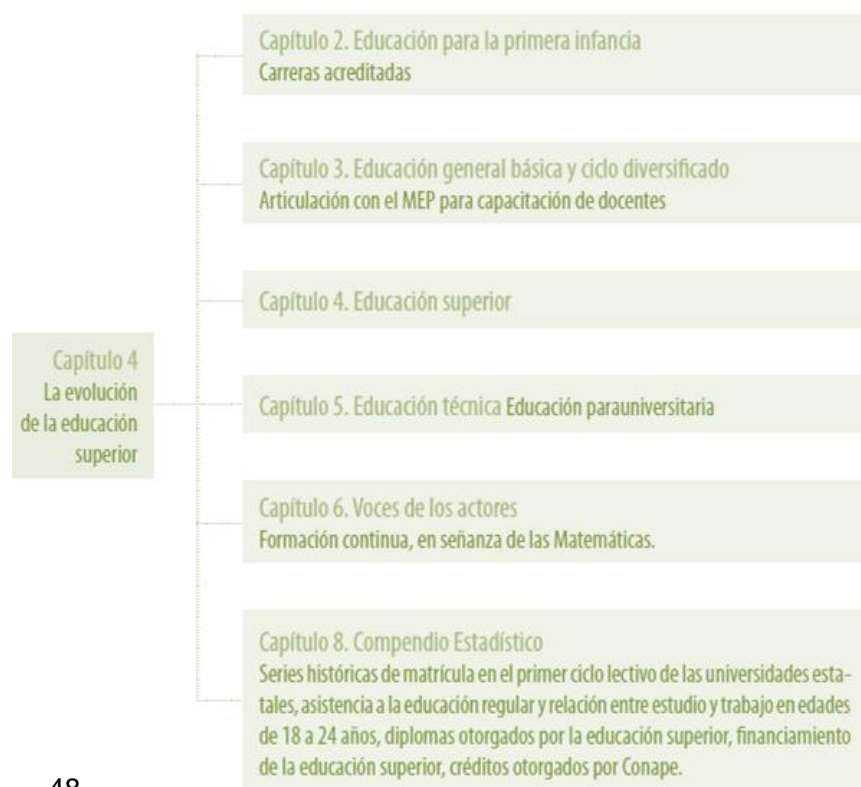 Capítulo 2. Educación para la primera infancia
Carreras acreditadas
Capítulo 3. Educación general básica y ciclo diversificado
Articulación con el MEP para capacitación de docentes
Capítulo 4. Educación superior
Capítulo 4
La evolución
de la educación
superior
Capítulo 5. Educación técnica Educación parauniversitaria
Capítulo 6. Voces de los actores
Formación continua, en señanza de las Matemáticas.
Capítulo 8. Compendio Estadístico
Series históricas de matrícula en el primer ciclo lectivo de las universidades esta-
tales, asistencia a la educación regular y relación entre estudio y trabajo en edades
de 18 a 24 años, diplomas otorgados por la educación superior, financiamiento
de la educación superior, créditos otorgados por Conape.